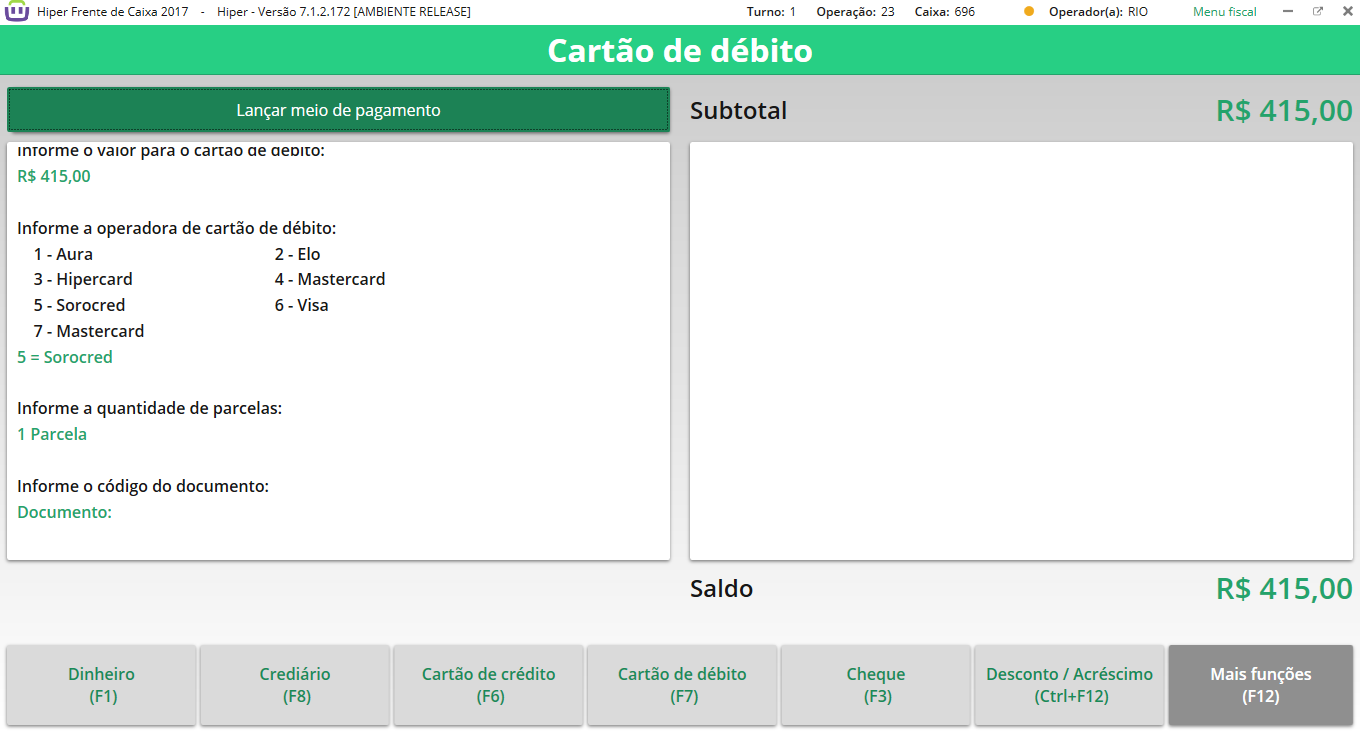 Hiper Frente de Caixa 2017 - Hiper - Versão 7.1.2.172 [AMBIENTE RELEASE] Turno: 1 Operação: 23 Caixa: 696 Operador(a): RIO Menu fiscal
Cartão de débito
Lançar meio de pagamento
Subtotal R$ 415,00
Informe o valor para o cartão de débito:
R$ 415,00
Informe a operadora de cartão de débito:
1 - Aura 2 - Elo
3 - Hipercard 4 - Mastercard
5 - Sorocred 6 - Visa
7 - Mastercard
5 = Sorocred
Informe a quantidade de parcelas:
1 Parcela
Informe o código do documento:
Documento:
Saldo R$ 415,00
Dinheiro
(F1)
Crediário
(F8)
Cartão de crédito
(F6)
Cartão de débito
(F7)
Cheque
(F3)
Desconto / Acréscimo
(Ctrl+F12)
Mais funções
(F12)